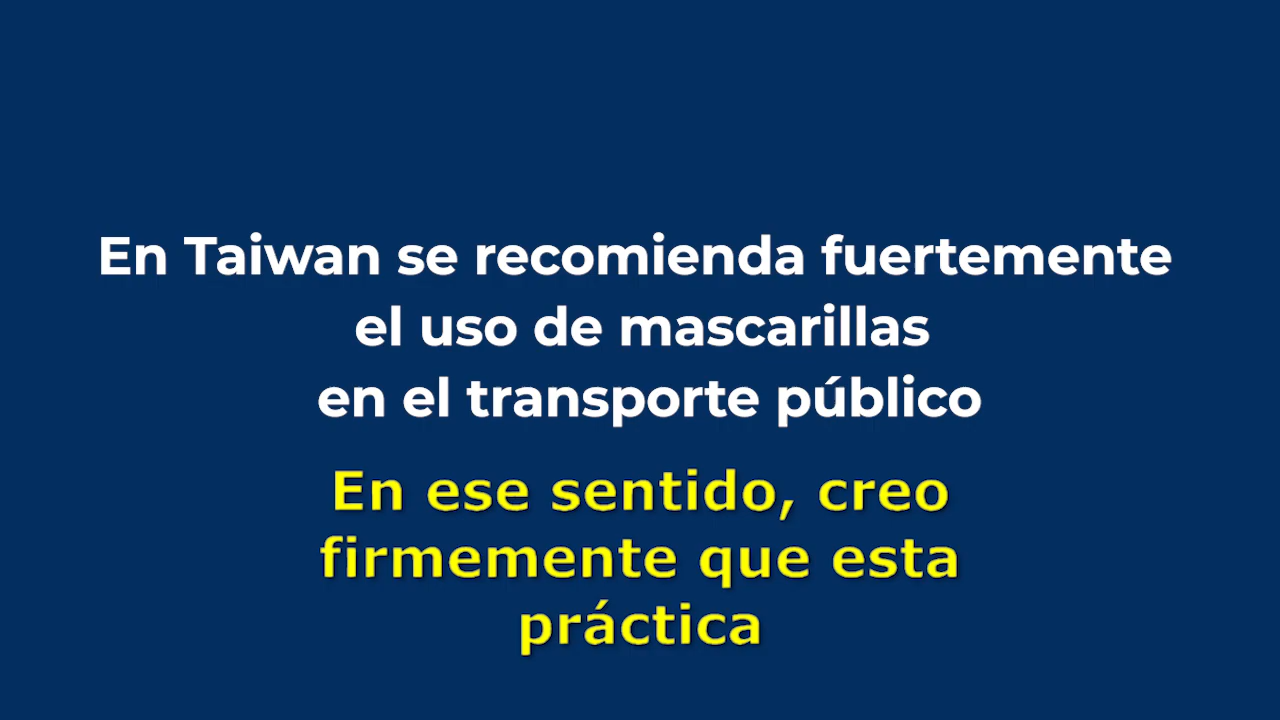 En Taiwan se recomienda fuertemente
el uso de mascarillas
en el transporte público
En ese sentido, creo
firmemente que esta
práctica